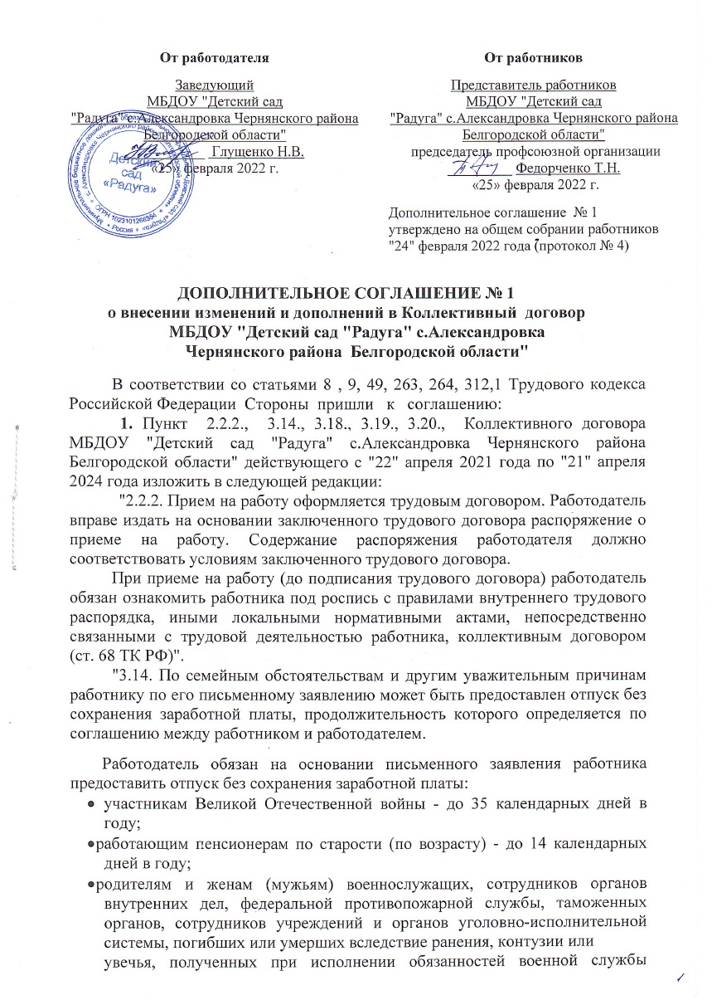 От работодателя
Заведующий
МБДОУ "Детский сад
"Радуга" с.Александровка Чернянского района
Белгородской области"
Глущенко Н.В.
«25» февраля 2022 г.
Детский
сад
«Радуга»
ОГРН 1023101266354
Россия
От работников
Представитель работников
МБДОУ "Детский сад
"Радуга" с.Александровка Чернянского района
Белгородской области"
председатель профсоюзной организации
Федорченко Т.Н.
«25» февраля 2022 г.
Дополнительное соглашение № 1
утверждено на общем собрании работников
"24" февраля 2022 года (протокол № 4)
ДОПОЛНИТЕЛЬНОЕ СОГЛАШЕНИЕ № 1
о внесении изменений и дополнений в Коллективный договор
МБДОУ "Детский сад "Радуга" с.Александровка
Чернянского района Белгородской области"
В соответствии со статьями 8 , 9, 49, 263, 264, 312,1 Трудового кодекса
Российской Федерации Стороны пришли к соглашению:
1. Пункт 2.2.2., 3.14., 3.18., 3.19., 3.20., Коллективного договора
МБДОУ "Детский сад "Радуга" с.Александровка Чернянского района
Белгородской области" действующего с "22" апреля 2021 года по "21" апреля
2024 года изложить в следующей редакции:
"2.2.2. Прием на работу оформляется трудовым договором. Работодатель
вправе издать на основании заключенного трудового договора распоряжение о
приеме на работу. Содержание распоряжения работодателя должно
соответствовать условиям заключенного трудового договора.
При приеме на работу (до подписания трудового договора) работодатель
обязан ознакомить работника под роспись с правилами внутреннего трудового
распорядка, иными локальными нормативными актами, непосредственно
связанными с трудовой деятельностью работника, коллективным договором
(ст. 68 ТК РФ)".
"3.14. По семейным обстоятельствам и другим уважительным причинам
работнику по его письменному заявлению может быть предоставлен отпуск без
сохранения заработной платы, продолжительность которого определяется по
соглашению между работником и работодателем.
Работодатель обязан на основании письменного заявления работника
предоставить отпуск без сохранения заработной платы:
• участникам Великой Отечественной войны - до 35 календарных дней в
году;
•работающим пенсионерам по старости (по возрасту) - до 14 календарных
дней в году;
•родителям и женам (мужьям) военнослужащих, сотрудников органов
внутренних дел, федеральной противопожарной службы, таможенных
органов, сотрудников учреждений и органов уголовно-исполнительной
системы, погибших или умерших вследствие ранения, контузии или
увечья, полученных при исполнении обязанностей военной службы